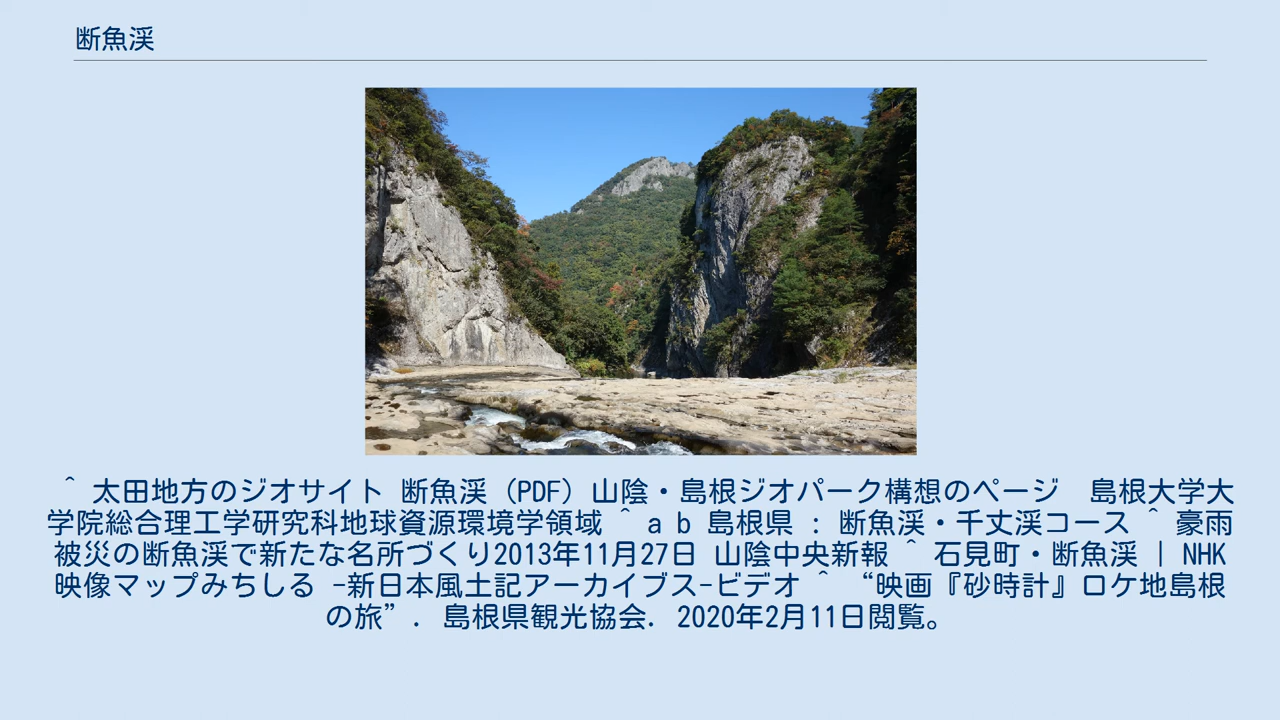 断魚渓
^ 太田地方のジオサイト 断魚渓（PDF）山陰・島根ジオパーク構想のページ　島根大学大
学院総合理工学研究科地球資源環境学領域 ^ a b 島根県 : 断魚渓・千丈渓コース ^ 豪雨
被災の断魚渓で新たな名所づくり2013年11月27日 山陰中央新報 ^ 石見町・断魚渓 | NHK
映像マップみちしる -新日本風土記アーカイブス-ビデオ ^ “映画『砂時計』ロケ地島根
の旅”. 島根県観光協会. 2020年2月11日閲覧。